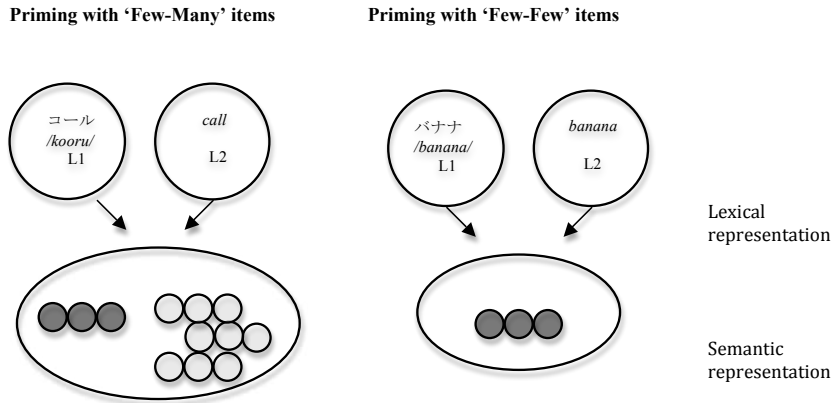 Priming with ‘Few-Many’ items
Priming with ‘Few-Few’ items
コール
/kooru/
L1
call
L2
バナナ
/banana/
L1
banana
L2
Lexical
representation
Semantic
representation